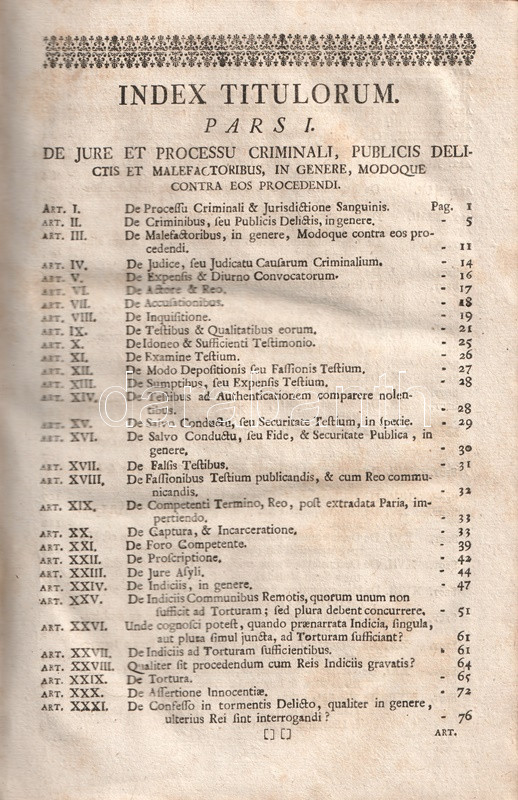 INDEX TITULORUM.
PARS I.
DE JURE ET PROCESSU CRIMINALI, PUBLICIS DELI-
CTIS ET MALEFACTORIBUS, IN GENERE, MODOQUE
CONTRA EOS PROCEDENDI.
ART. I. De Processu Criminali & Jurisdictione Sanguinis. Pag. 1
ART. II. De Criminibus, seu Publicis Delictis, in genere. - 5
ART. III. De Malefactoribus, in genere, Modoque contra eos pro-
cedendi. - 11
ART. IV. De Judice, seu Judicatu Causarum Criminalium. - 14
ART. V. De Expensis & Diurno Convocatorum. - 16
ART. VI. De Actore & Reo. - 17
ART. VII. De Accusationibus. - 18
ART. VIII. De Inquisitione. - 19
ART. IX. De Testibus & Qualitatibus eorum. - 21
ART. X. De Idoneo & Sufficienti Testimonio. - 25
ART. XI. De Examine Testium. - 26
ART. XII. De Modo Depositionis seu Fassionis Testium. - 27
ART. XIII. De Sumptibus, seu Expensis Testium. - 28
ART. XIV. De Testibus ad Authenticationem comparere nolen-
tibus. - 28
ART. XV. De Salvo Conductu, seu Securitate Testium, in specie. - 29
ART. XVI. De Salvo Conductu, seu Fide, & Securitate Publica, in
genere, - 30
ART. XVII. De Falsis Testibus. - 31
ART. XVIII. De Fassionibus Testium publicandis, & cum Reo commu-
nicandis. - 32
ART. XIX. De Competenti Termino, Reo, post extradata Paria, im-
pertiendo. - 33
ART. XX. De Captura, & Incarceratione. - 33
ART. XXI. De Foro Competente. - 39
ART. XXII. De Proscriptione. - 42
ART. XXIII. De Jure Asyli. - 44
ART. XXIV. De Indiciis, in genere. - 47
ART. XXV. De Indiciis Communibus Remotis, quorum unum non
sufficit ad Torturam; sed plura debent concurrere. - 51
ART. XXVI. Unde cognosci potest, quando prænarrata Indicia, singula,
aut plura simul juncta, ad Torturam sufficiant? 61
ART. XXVII. De Indiciis ad Torturam sufficientibus. - 61
ART. XXVIII. Qualiter sit procedendum cum Reis Indiciis gravatis? 64
ART. XXIX. De Tortura. - 65
ART. XXX. De Assertione Innocentiæ. - 72
ART. XXXI. De Confesso in tormentis Delicto, qualiter in genere,
ulterius Rei sint interrogandi? - 76
[] []
ART.
darabanth